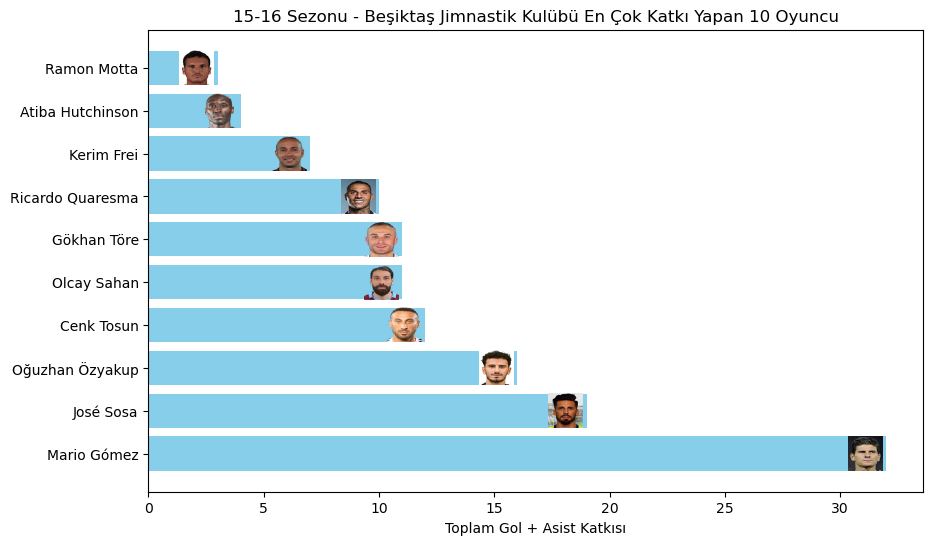 15-16 Sezonu - Beşiktaş Jimnastik Kulübü En Çok Katkı Yapan 10 Oyuncu
Ramon Motta
Atiba Hutchinson
Kerim Frei
Ricardo Quaresma
Gökhan Töre
Olcay Sahan
Cenk Tosun
Oğuzhan Özyakup
José Sosa
Mario Gómez
0 5 10 15 20 25 30
Toplam Gol + Asist Katkısı